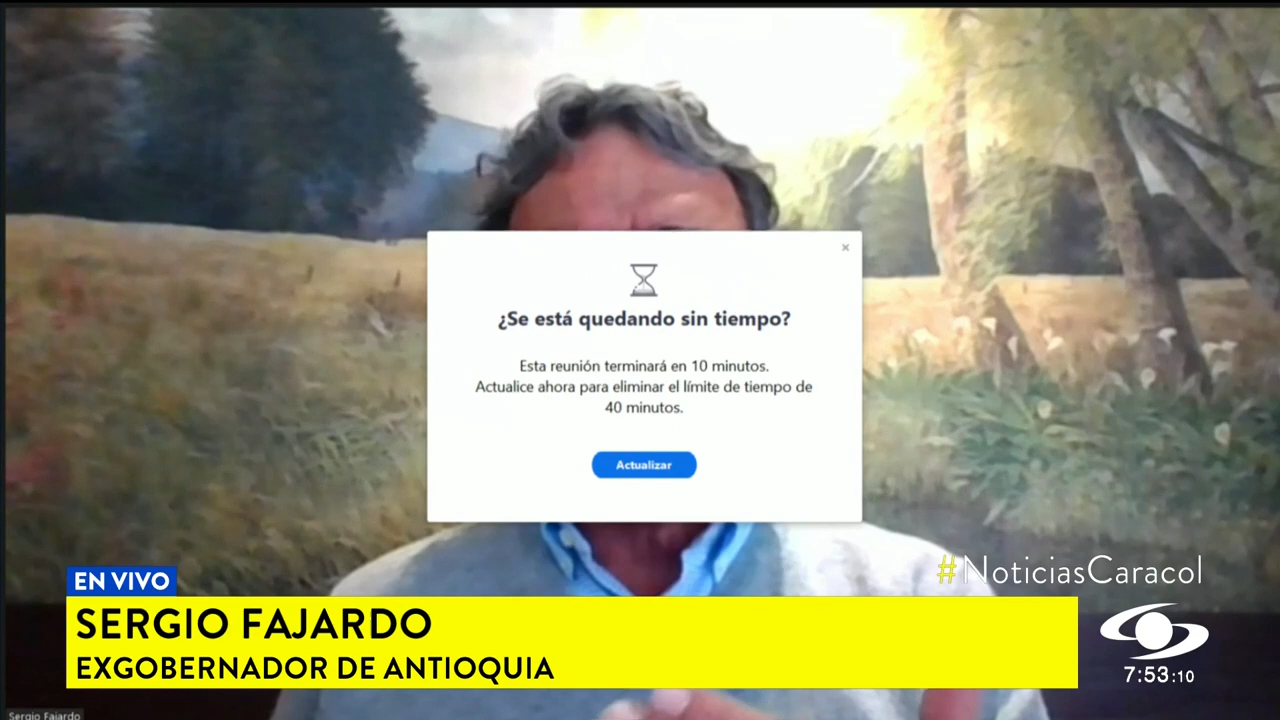 ×
¿Se está quedando sin tiempo?
Esta reunión terminará en 10 minutos.
Actualice ahora para eliminar el límite de tiempo de
40 minutos.
Actualizar
#NoticiasCaracol
EN VIVO
SERGIO FAJARDO
EXGOBERNADOR DE ANTIOQUIA
7:53:10
Sergio Fajardo